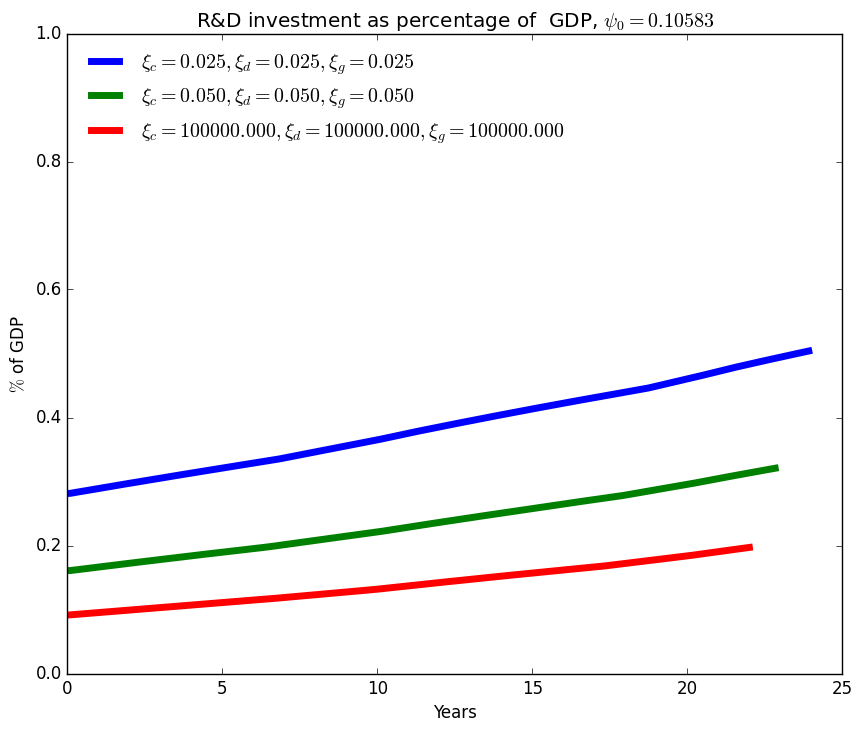 R&D investment as percentage of GDP, ψ₀ = 0.10583
ξ_c = 0.025, ξ_d = 0.025, ξ_g = 0.025
ξ_c = 0.050, ξ_d = 0.050, ξ_g = 0.050
ξ_c = 100000.000, ξ_d = 100000.000, ξ_g = 100000.000
1.0
0.8
0.6
0.4
0.2
0.0
% of GDP
0 5 10 15 20 25
Years